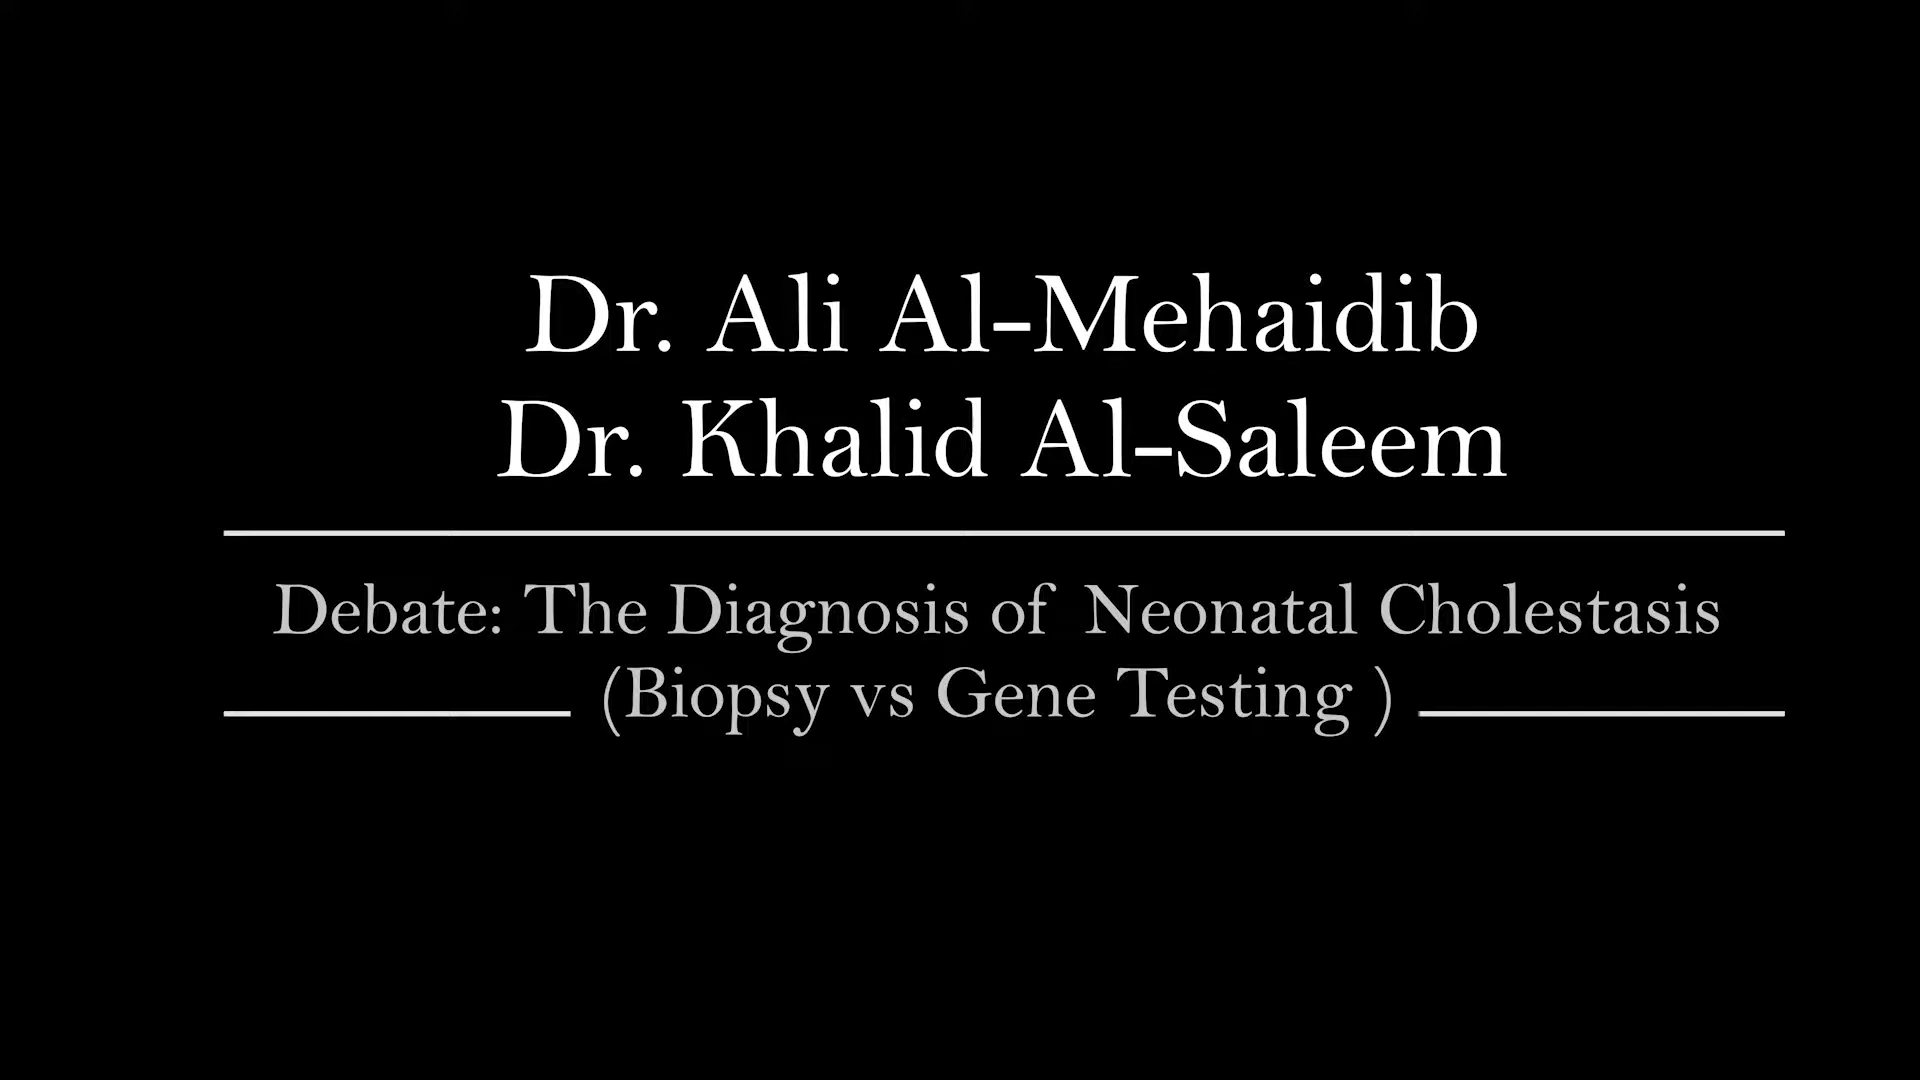 Dr. Ali Al-Mehaidib
Dr. Khalid Al-Saleem
Debate: The Diagnosis of Neonatal Cholestasis
(Biopsy vs Gene Testing )